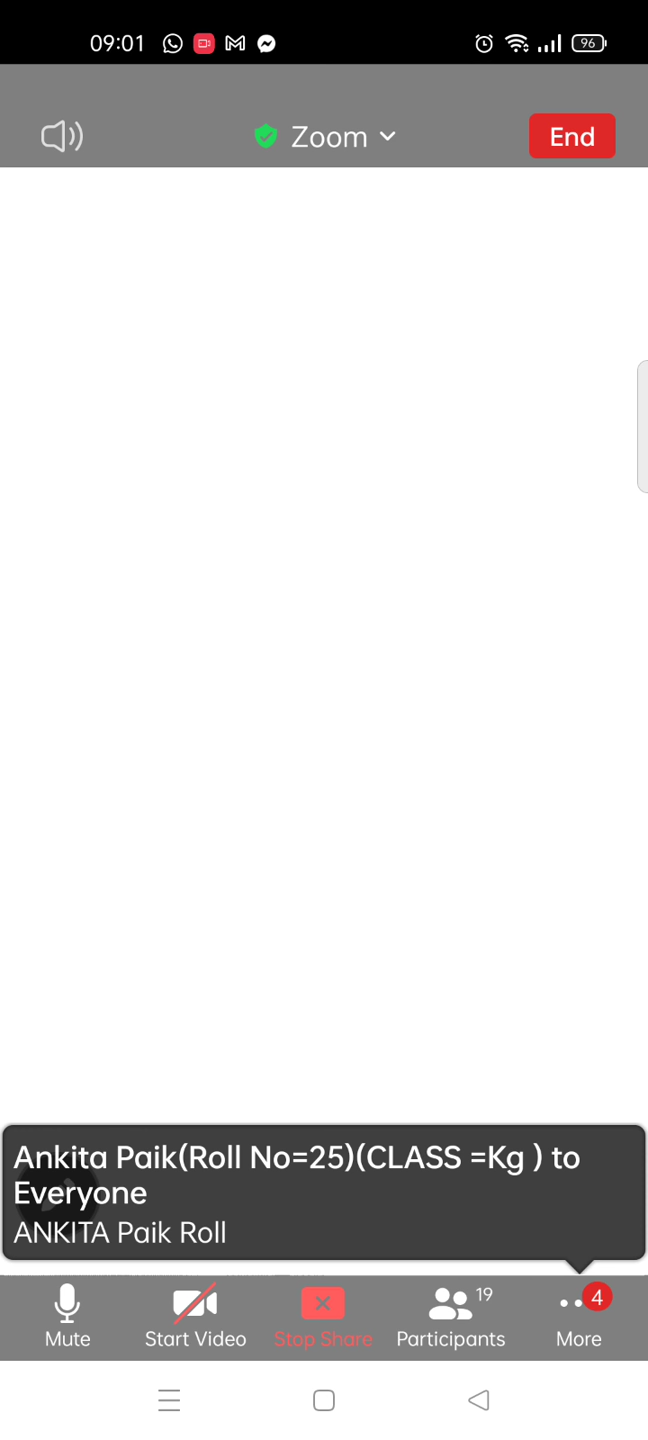 09:01
96
Zoom
End
Ankita Paik(Roll No=25)(CLASS =Kg ) to
Everyone
ANKITA Paik Roll
19
4
Mute
Start Video
Stop Share
Participants
More